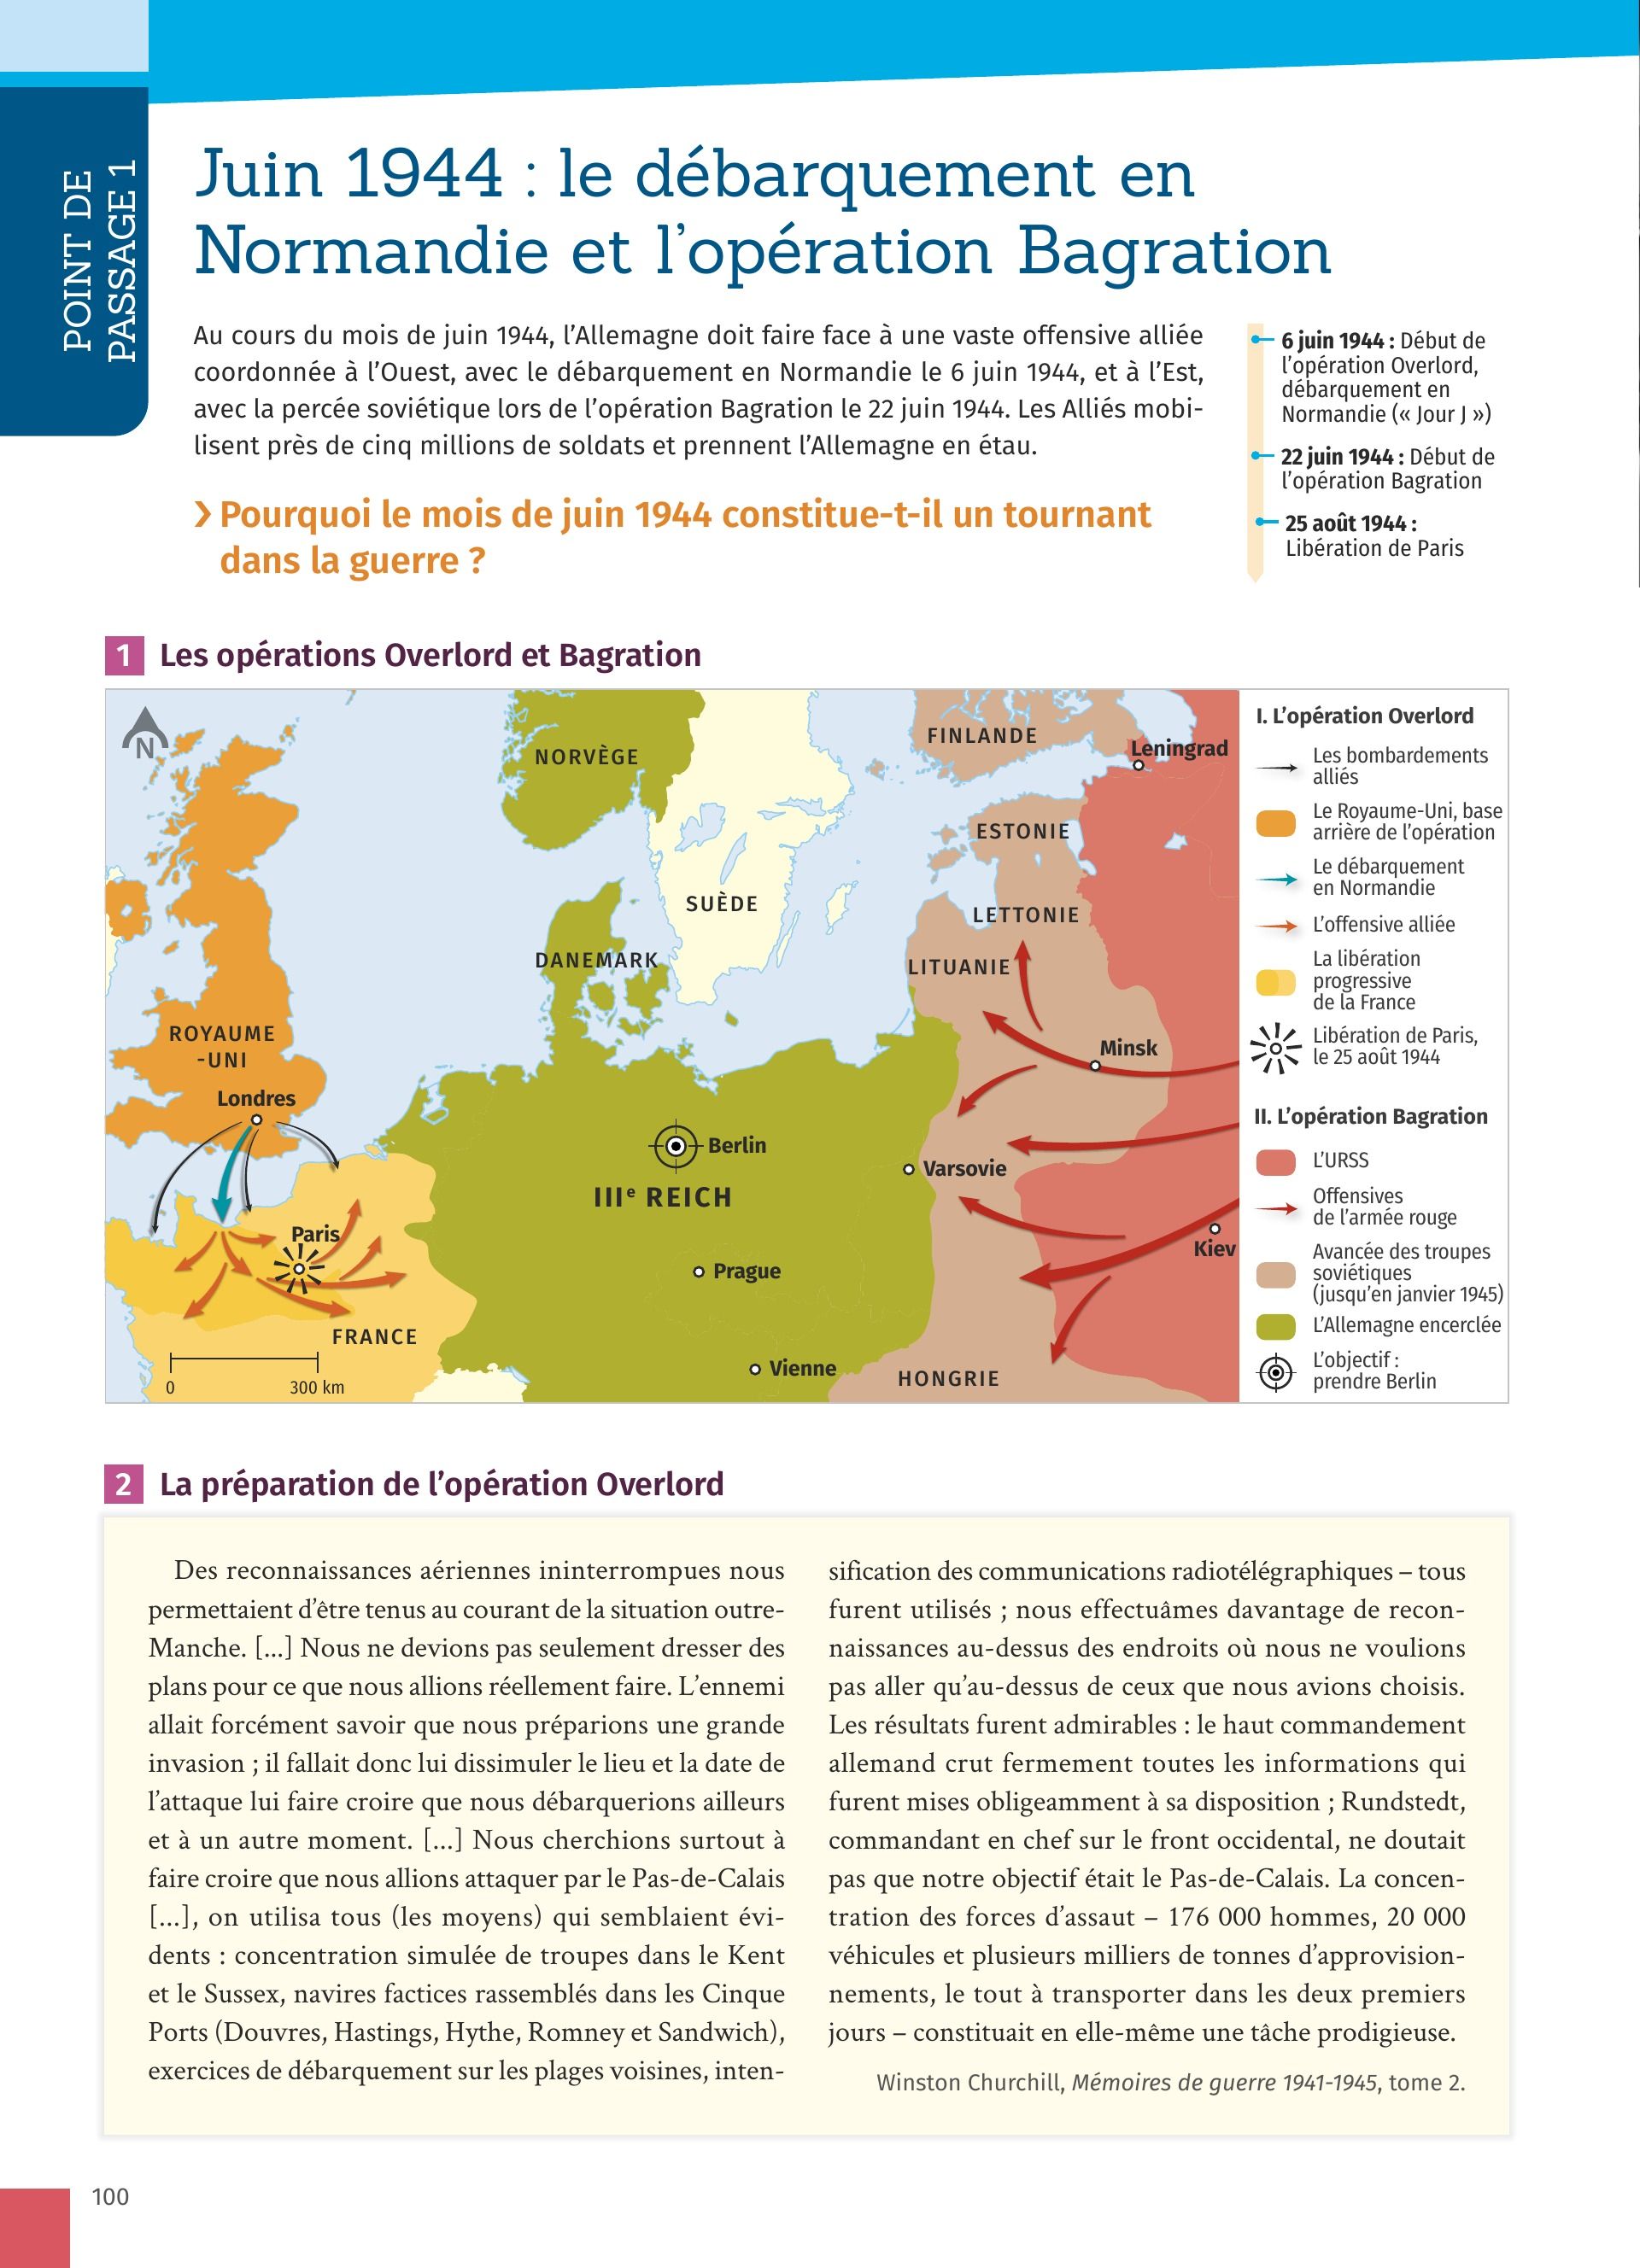 POINT DE
PASSAGE 1
Juin 1944 : le débarquement en
Normandie et l’opération Bagration
Au cours du mois de juin 1944, l’Allemagne doit faire face à une vaste offensive alliée
coordonnée à l’Ouest, avec le débarquement en Normandie le 6 juin 1944, et à l’Est,
avec la percée soviétique lors de l’opération Bagration le 22 juin 1944. Les Alliés mobi-
lisent près de cinq millions de soldats et prennent l’Allemagne en étau.
› Pourquoi le mois de juin 1944 constitue-t-il un tournant
dans la guerre ?
6 juin 1944 : Début de
l’opération Overlord,
débarquement en
Normandie (« Jour J »)
22 juin 1944 : Début de
l’opération Bagration
25 août 1944 :
Libération de Paris
1 Les opérations Overlord et Bagration
N
NORVÈGE
FINLANDE
Leningrad
ESTONIE
SUÈDE
LETTONIE
DANEMARK
LITUANIE
ROYAUME
-UNI
Minsk
Londres
Berlin
Varsovie
IIIe REICH
Paris
Kiev
Prague
FRANCE
Vienne
HONGRIE
0 300 km
I. L’opération Overlord
Les bombardements
alliés
Le Royaume-Uni, base
arrière de l’opération
Le débarquement
en Normandie
L’offensive alliée
La libération
progressive
de la France
Libération de Paris,
le 25 août 1944
II. L’opération Bagration
L’URSS
Offensives
de l’armée rouge
Avancée des troupes
soviétiques
(jusqu’en janvier 1945)
L’Allemagne encerclée
L’objectif :
prendre Berlin
2 La préparation de l’opération Overlord
Des reconnaissances aériennes ininterrompues nous
permettaient d’être tenus au courant de la situation outre-
Manche. [...] Nous ne devions pas seulement dresser des
plans pour ce que nous allions réellement faire. L’ennemi
allait forcément savoir que nous préparions une grande
invasion ; il fallait donc lui dissimuler le lieu et la date de
l’attaque lui faire croire que nous débarquerions ailleurs
et à un autre moment. [...] Nous cherchions surtout à
faire croire que nous allions attaquer par le Pas-de-Calais
[...], on utilisa tous (les moyens) qui semblaient évi-
dents : concentration simulée de troupes dans le Kent
et le Sussex, navires factices rassemblés dans les Cinque
Ports (Douvres, Hastings, Hythe, Romney et Sandwich),
exercices de débarquement sur les plages voisines, inten-
sification des communications radiotélégraphiques – tous
furent utilisés ; nous effectuâmes davantage de recon-
naissances au-dessus des endroits où nous ne voulions
pas aller qu’au-dessus de ceux que nous avions choisis.
Les résultats furent admirables : le haut commandement
allemand crut fermement toutes les informations qui
furent mises obligeamment à sa disposition ; Rundstedt,
commandant en chef sur le front occidental, ne doutait
pas que notre objectif était le Pas-de-Calais. La concen-
tration des forces d’assaut – 176 000 hommes, 20 000
véhicules et plusieurs milliers de tonnes d’approvision-
nements, le tout à transporter dans les deux premiers
jours – constituait en elle-même une tâche prodigieuse.
Winston Churchill, Mémoires de guerre 1941-1945, tome 2.
100